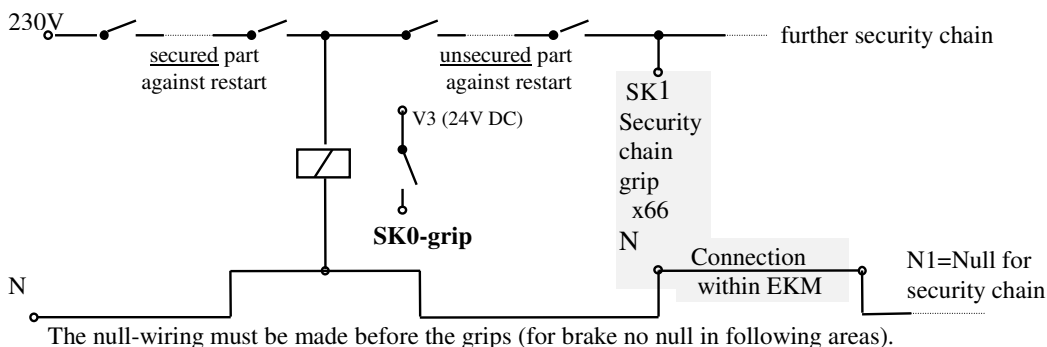 230V
further security chain
secured part
against restart
unsecured part
against restart
V3 (24V DC)
SK0-grip
SK1
Security
chain
grip
x66
N
Connection
within EKM
N1=Null for
security chain
N
The null-wiring must be made before the grips (for brake no null in following areas).